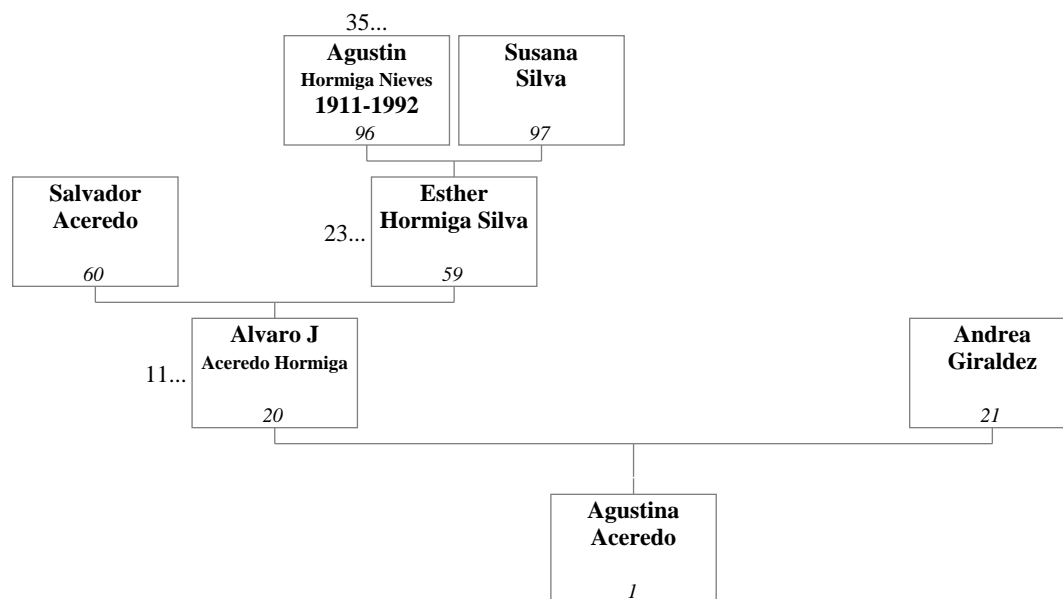 35...
Agustin
Hormiga Nieves
1911-1992
96
Susana
Silva
97
Salvador
Aceredo
60
23...
Esther
Hormiga Silva
59
11...
Alvaro J
Aceredo Hormiga
20
Andrea
Giraldez
21
Agustina
Aceredo
1